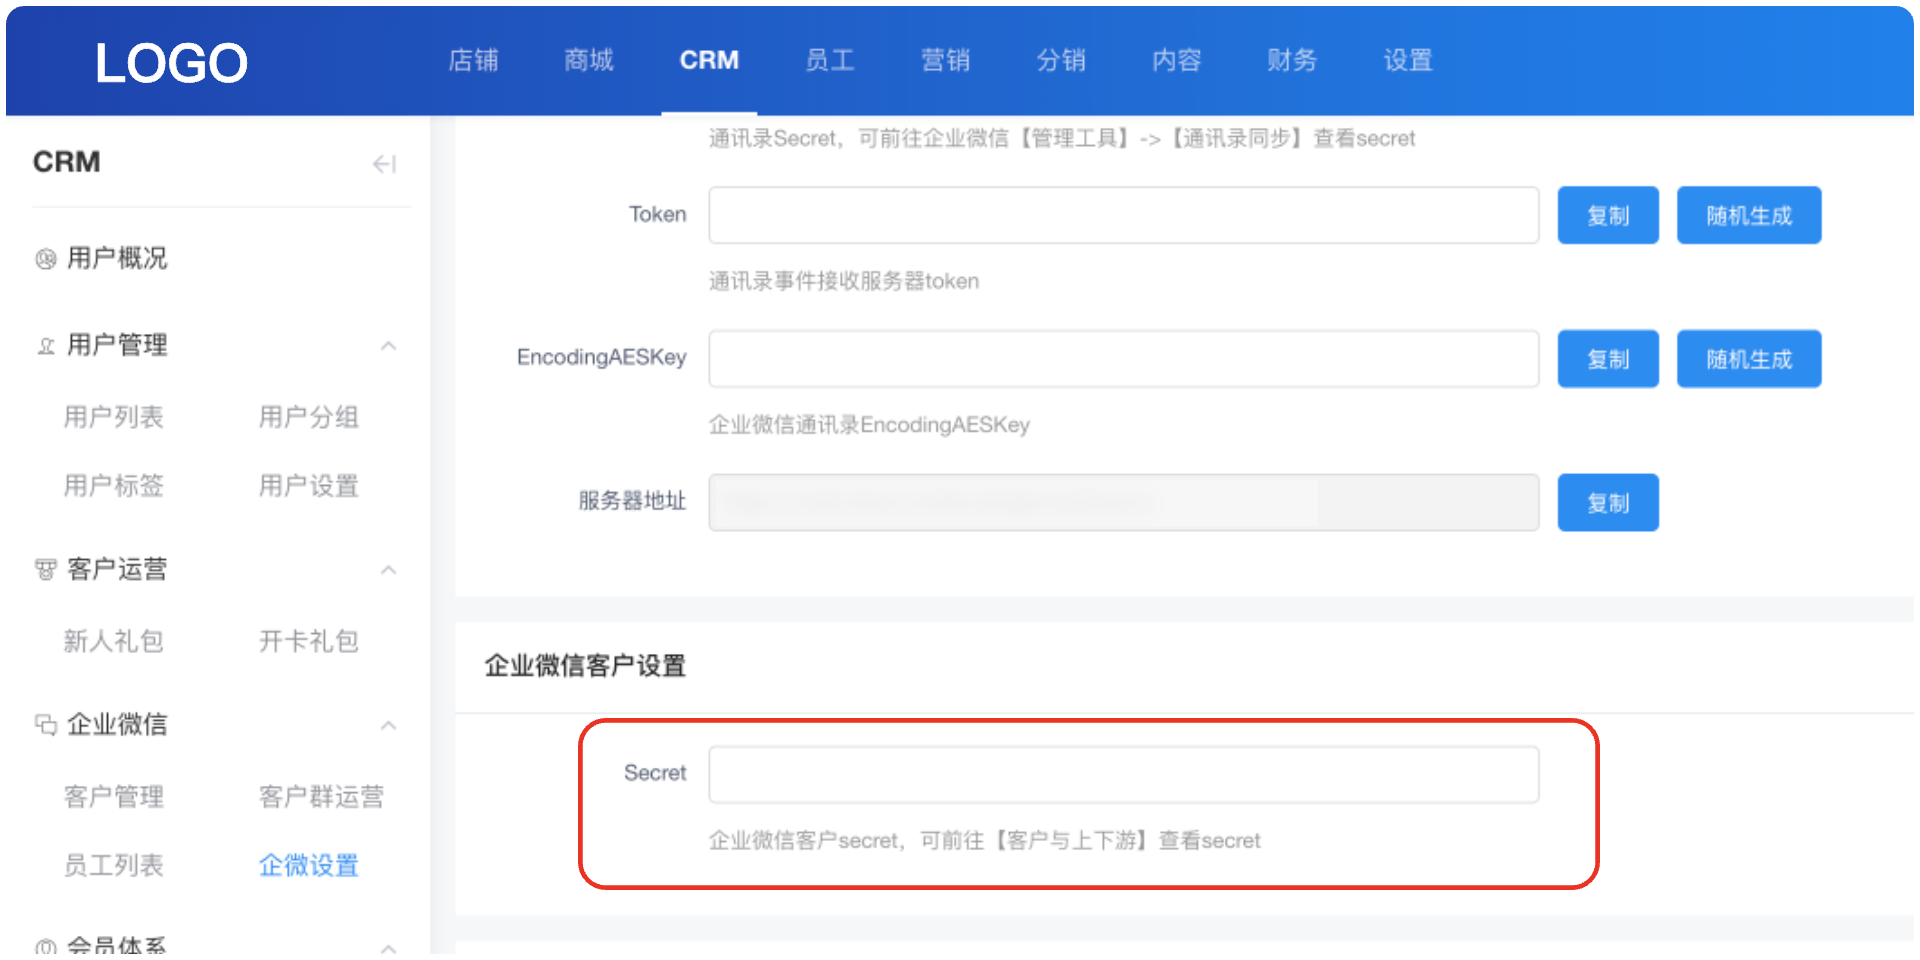 LOGO
店铺 商城 CRM 员工 营销 分销 内容 财务 设置
CRM
用户概况
用户管理
用户列表 用户分组
用户标签 用户设置
客户运营
新人礼包 开卡礼包
企业微信
客户管理 客户群运营
员工列表 企微设置
会员体系
通讯录Secret，可前往企业微信【管理工具】->【通讯录同步】查看secret
Token 复制 随机生成
通讯录事件接收服务器token
EncodingAESKey 复制 随机生成
企业微信通讯录EncodingAESKey
服务器地址 复制
企业微信客户设置
Secret
企业微信客户secret，可前往【客户与上下游】查看secret